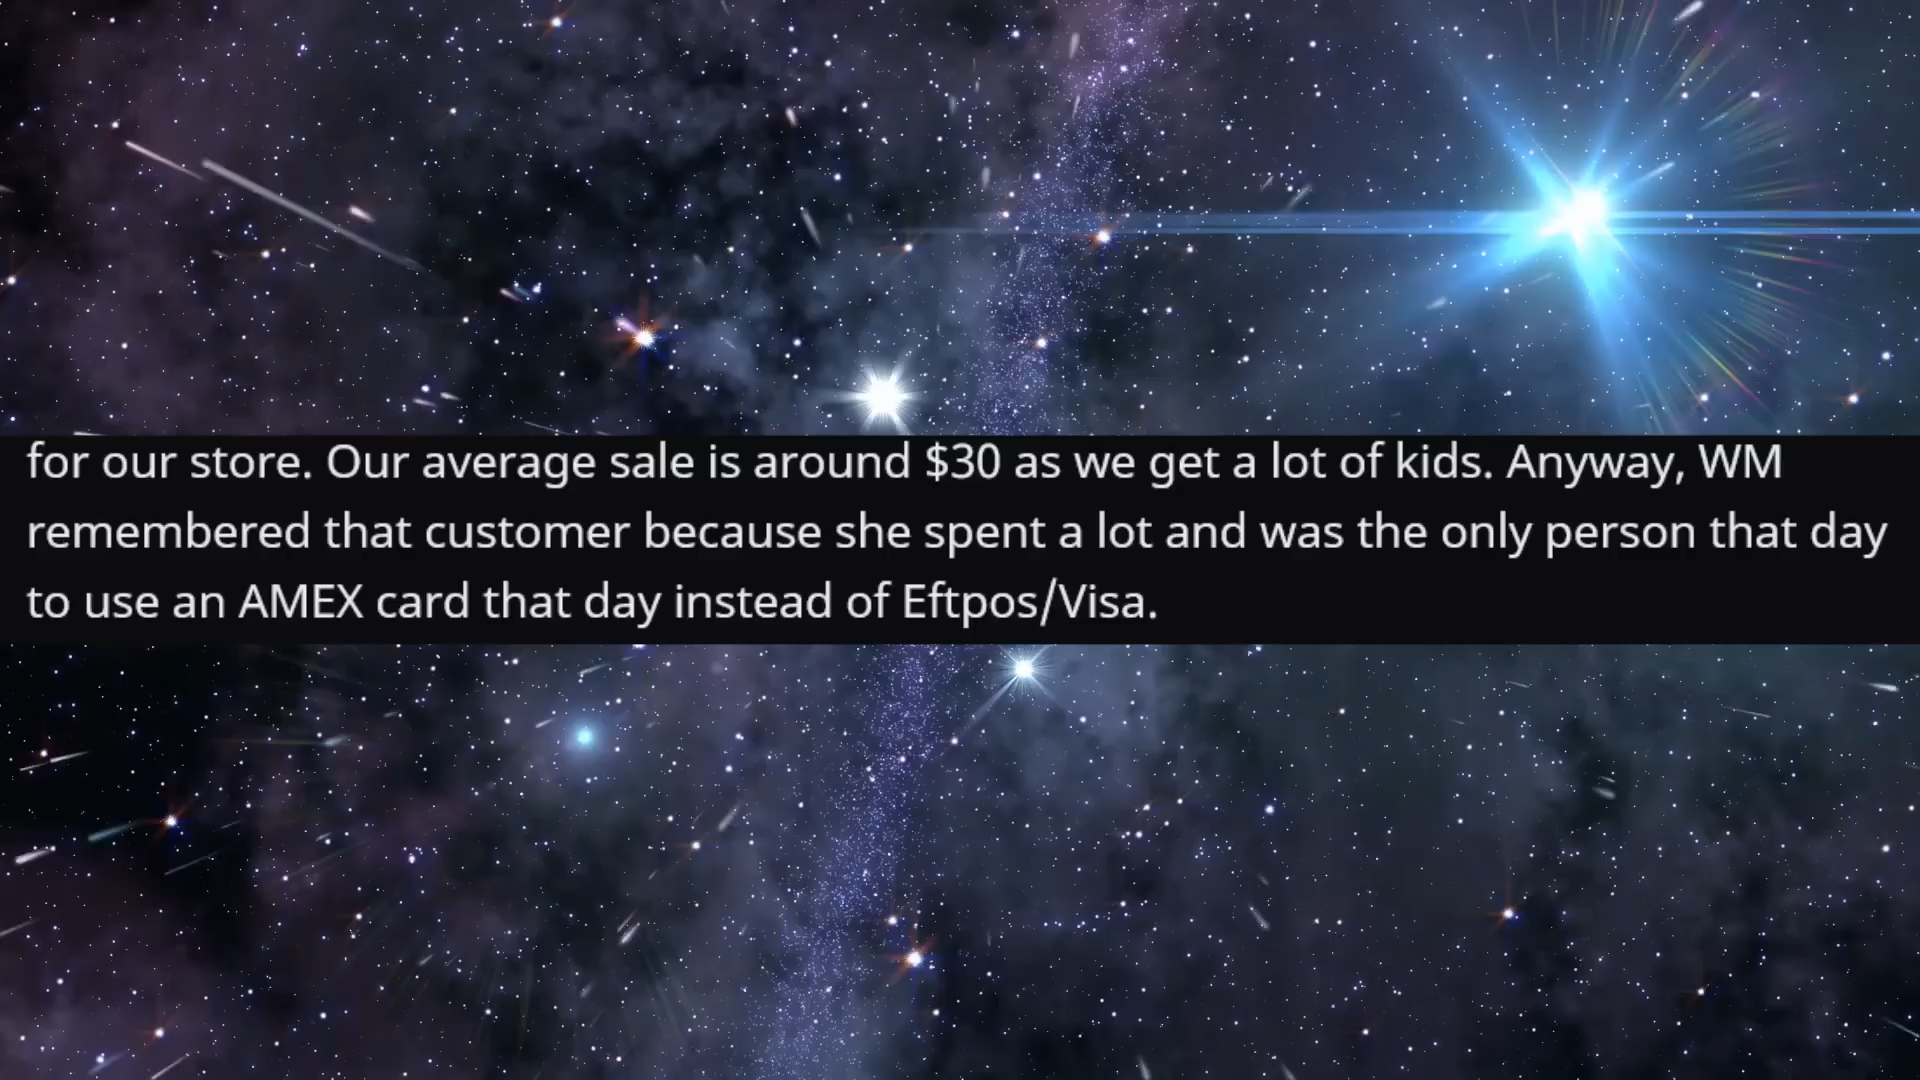 for our store. Our average sale is around $30 as we get a lot of kids. Anyway, WM
remembered that customer because she spent a lot and was the only person that day
to use an AMEX card that day instead of Eftpos/Visa.